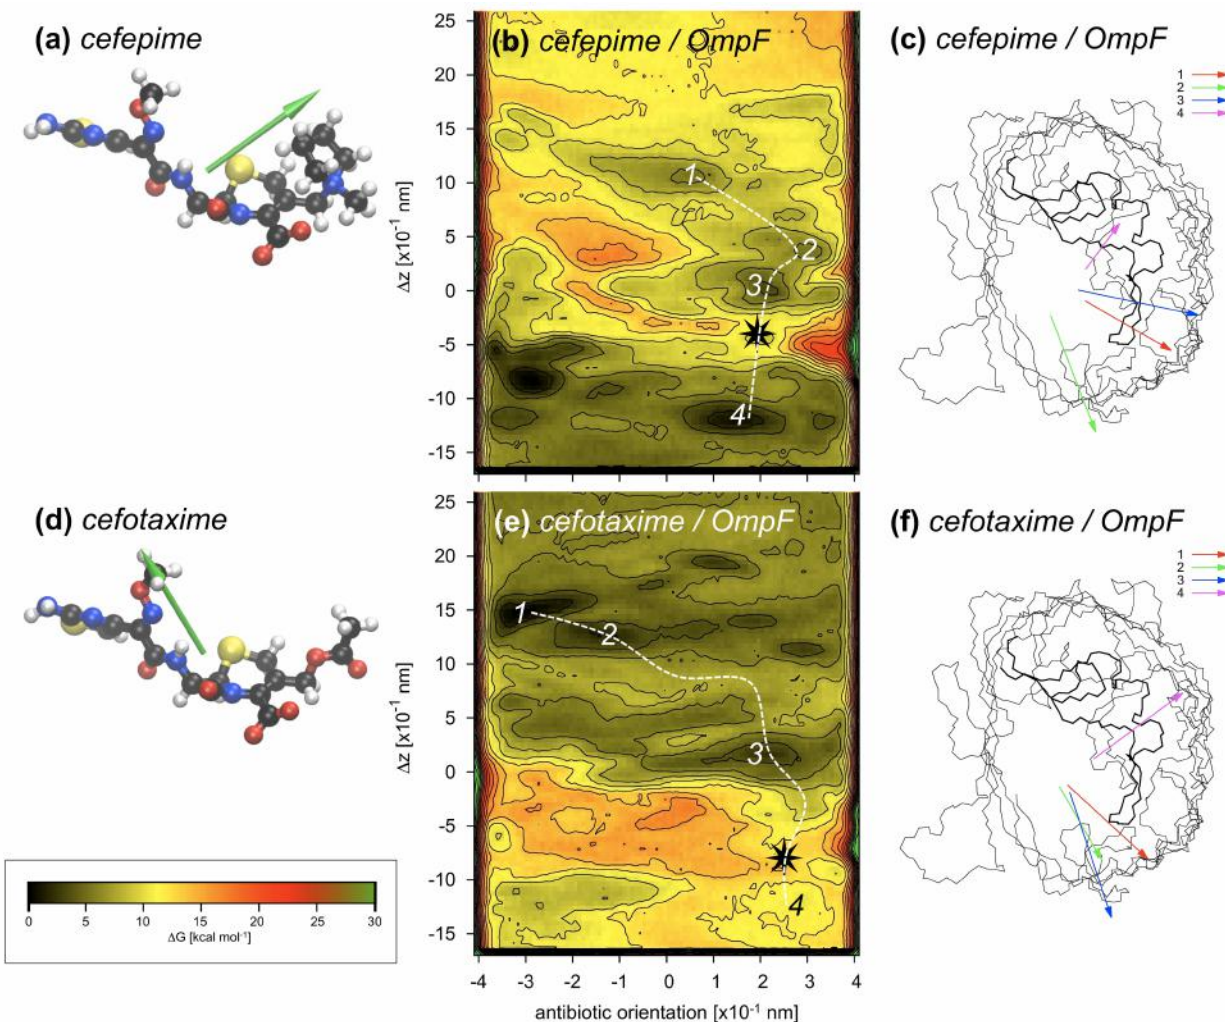 (a) cefepime
(b) cefepime / OmpF
(c) cefepime / OmpF
1
2
3
4
25
20
15
10
5
0
-5
-10
-15
Δz [x10⁻¹ nm]
1
2
3
4
(d) cefotaxime
(e) cefotaxime / OmpF
(f) cefotaxime / OmpF
1
2
3
4
25
20
15
10
5
0
-5
-10
-15
Δz [x10⁻¹ nm]
1
2
3
4
0 5 10 15 20 25 30
ΔG [kcal mol⁻¹]
-4 -3 -2 -1 0 1 2 3 4
antibiotic orientation [x10⁻¹ nm]